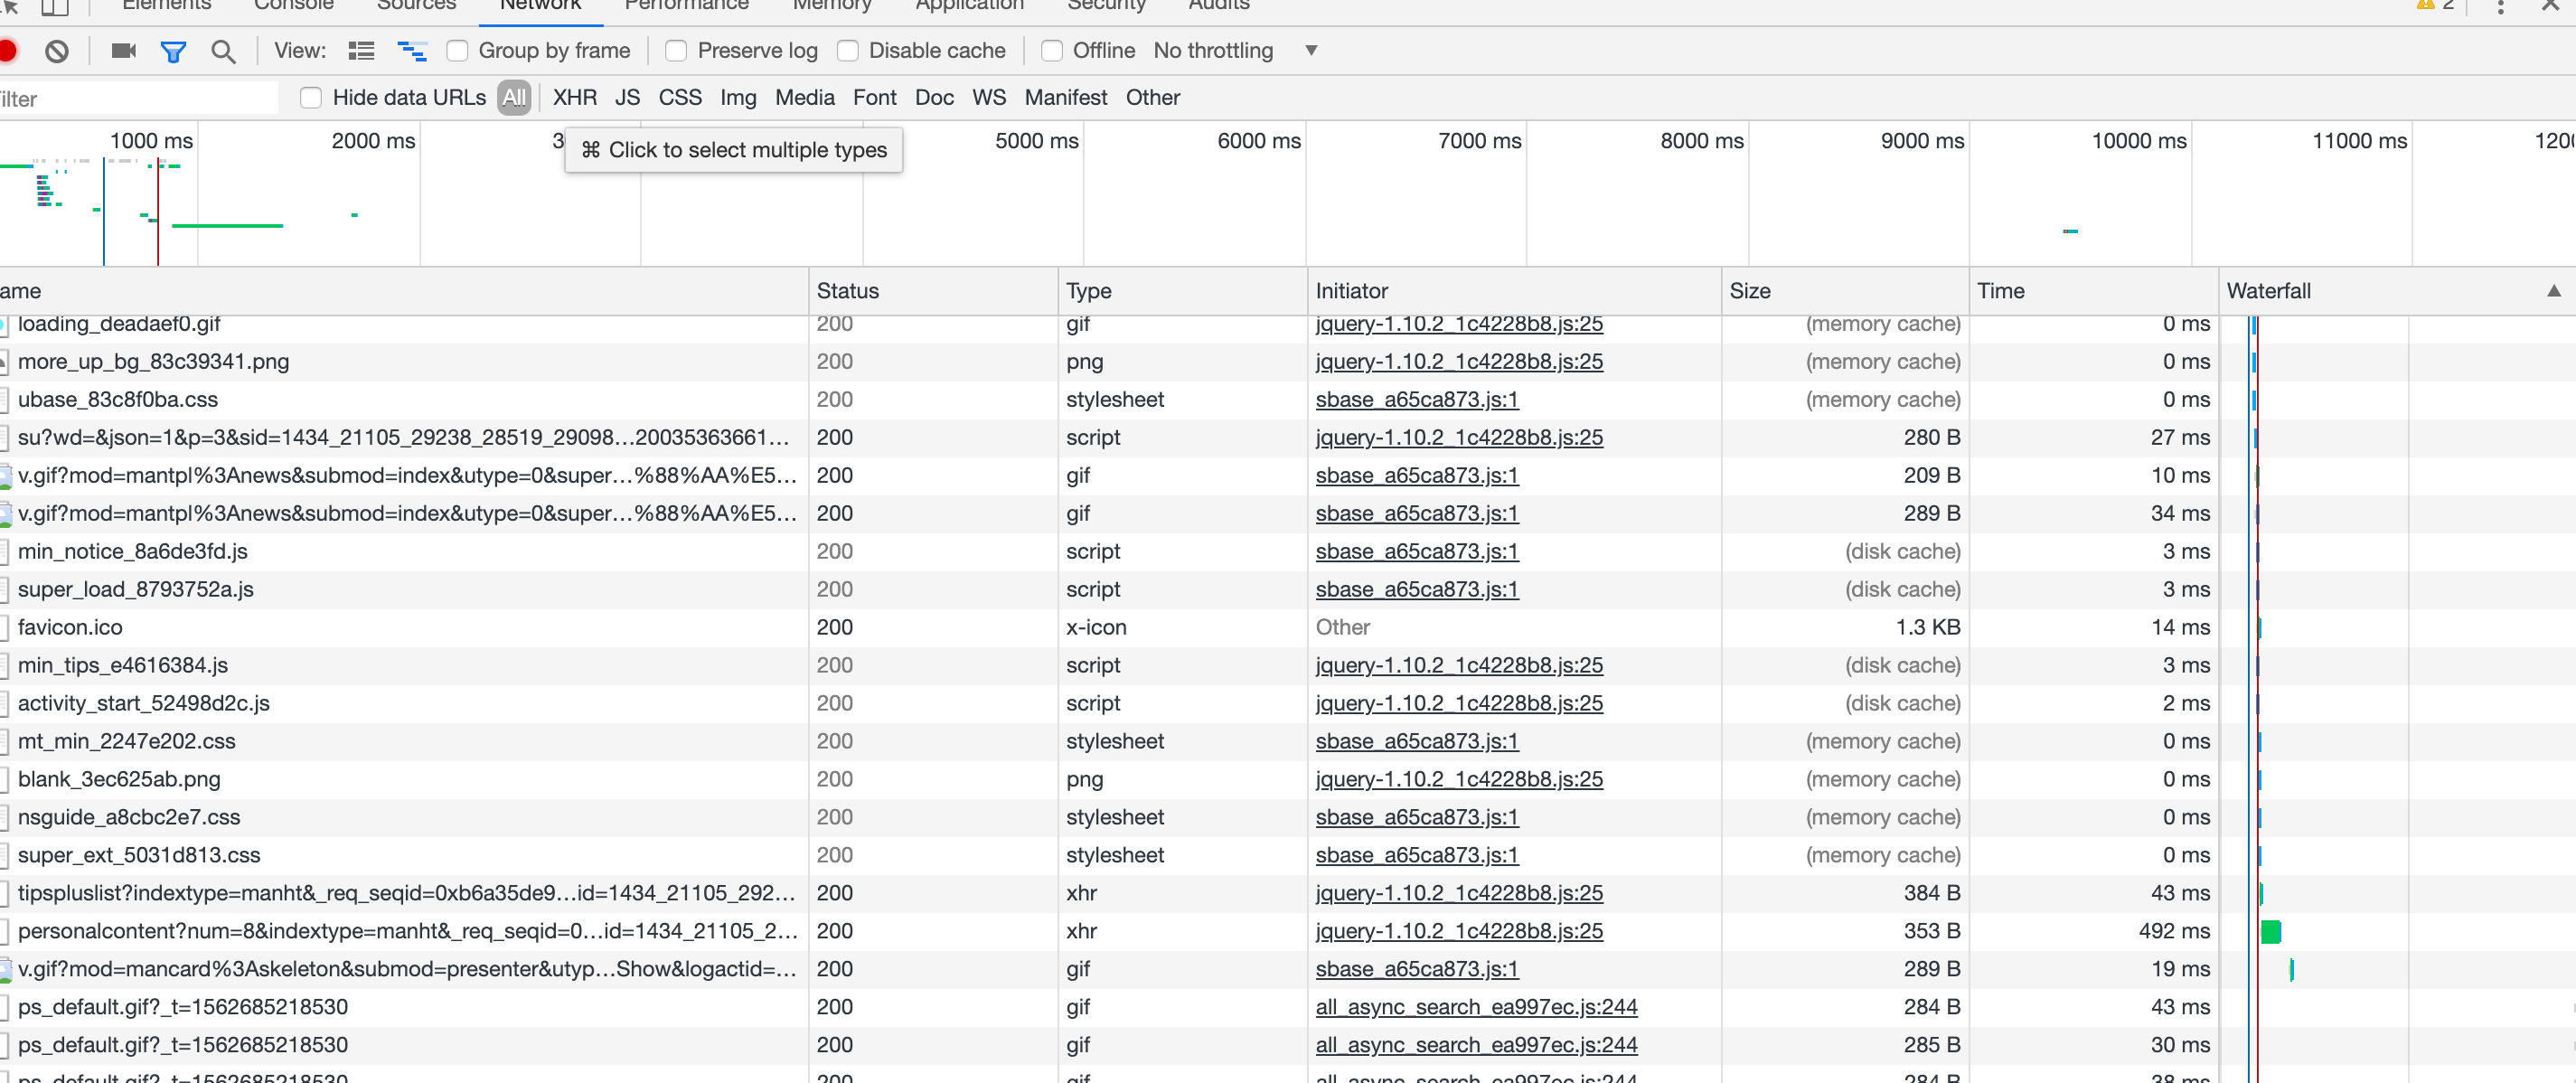 Elements Console Sources Network Performance Memory Application Security Audits 2
View: Group by frame Preserve log Disable cache Offline No throttling
ilter Hide data URLs All XHR JS CSS Img Media Font Doc WS Manifest Other
1000 ms 2000 ms 3 5000 ms 6000 ms 7000 ms 8000 ms 9000 ms 10000 ms 11000 ms 120
⌘ Click to select multiple types
ame Status Type Initiator Size Time Waterfall
loading_deadaef0.gif 200 gif jquery-1.10.2_1c4228b8.js:25 (memory cache) 0 ms
more_up_bg_83c39341.png 200 png jquery-1.10.2_1c4228b8.js:25 (memory cache) 0 ms
ubase_83c8f0ba.css 200 stylesheet sbase_a65ca873.js:1 (memory cache) 0 ms
su?wd=&json=1&p=3&sid=1434_21105_29238_28519_29098…20035363661… 200 script jquery-1.10.2_1c4228b8.js:25 280 B 27 ms
v.gif?mod=mantpl%3Anews&submod=index&utype=0&super…%88%AA%E5… 200 gif sbase_a65ca873.js:1 209 B 10 ms
v.gif?mod=mantpl%3Anews&submod=index&utype=0&super…%88%AA%E5… 200 gif sbase_a65ca873.js:1 289 B 34 ms
min_notice_8a6de3fd.js 200 script sbase_a65ca873.js:1 (disk cache) 3 ms
super_load_8793752a.js 200 script sbase_a65ca873.js:1 (disk cache) 3 ms
favicon.ico 200 x-icon Other 1.3 KB 14 ms
min_tips_e4616384.js 200 script jquery-1.10.2_1c4228b8.js:25 (disk cache) 3 ms
activity_start_52498d2c.js 200 script jquery-1.10.2_1c4228b8.js:25 (disk cache) 2 ms
mt_min_2247e202.css 200 stylesheet sbase_a65ca873.js:1 (memory cache) 0 ms
blank_3ec625ab.png 200 png jquery-1.10.2_1c4228b8.js:25 (memory cache) 0 ms
nsguide_a8cbc2e7.css 200 stylesheet sbase_a65ca873.js:1 (memory cache) 0 ms
super_ext_5031d813.css 200 stylesheet sbase_a65ca873.js:1 (memory cache) 0 ms
tipspluslist?indextype=manht&_req_seqid=0xb6a35de9…id=1434_21105_292… 200 xhr jquery-1.10.2_1c4228b8.js:25 384 B 43 ms
personalcontent?num=8&indextype=manht&_req_seqid=0…id=1434_21105_2… 200 xhr jquery-1.10.2_1c4228b8.js:25 353 B 492 ms
v.gif?mod=mancard%3Askeleton&submod=presenter&utyp…Show&logactid=… 200 gif sbase_a65ca873.js:1 289 B 19 ms
ps_default.gif?_t=1562685218530 200 gif all_async_search_ea997ec.js:244 284 B 43 ms
ps_default.gif?_t=1562685218530 200 gif all_async_search_ea997ec.js:244 285 B 30 ms
ps_default.gif?_t=1562685218530 200 gif all_async_search_ea997ec.js:244 284 B 38 ms